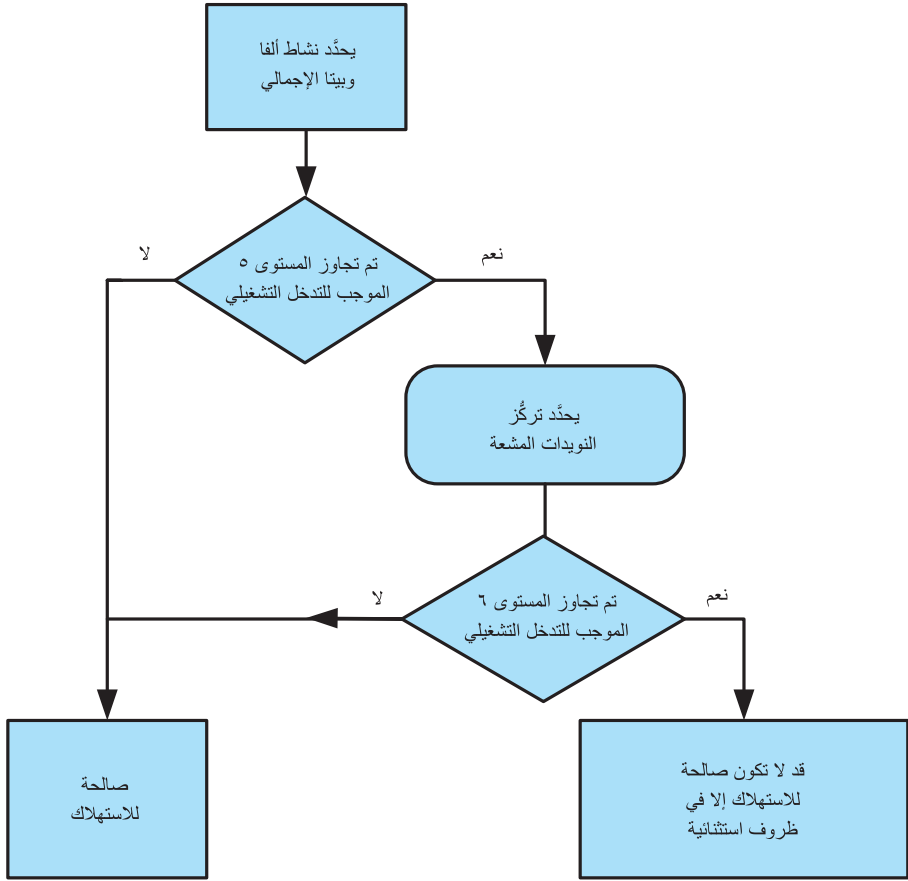 يحدَّد نشاط ألفا
وبيتا الإجمالي
تم تجاوز المستوى ٥
الموجب للتدخل التشغيلي
نعم
لا
يحدَّد تركُّز
النويدات المشعة
تم تجاوز المستوى ٦
الموجب للتدخل التشغيلي
نعم
لا
قد لا تكون صالحة
للاستهلاك إلا في
ظروف استثنائية
صالحة
للاستهلاك